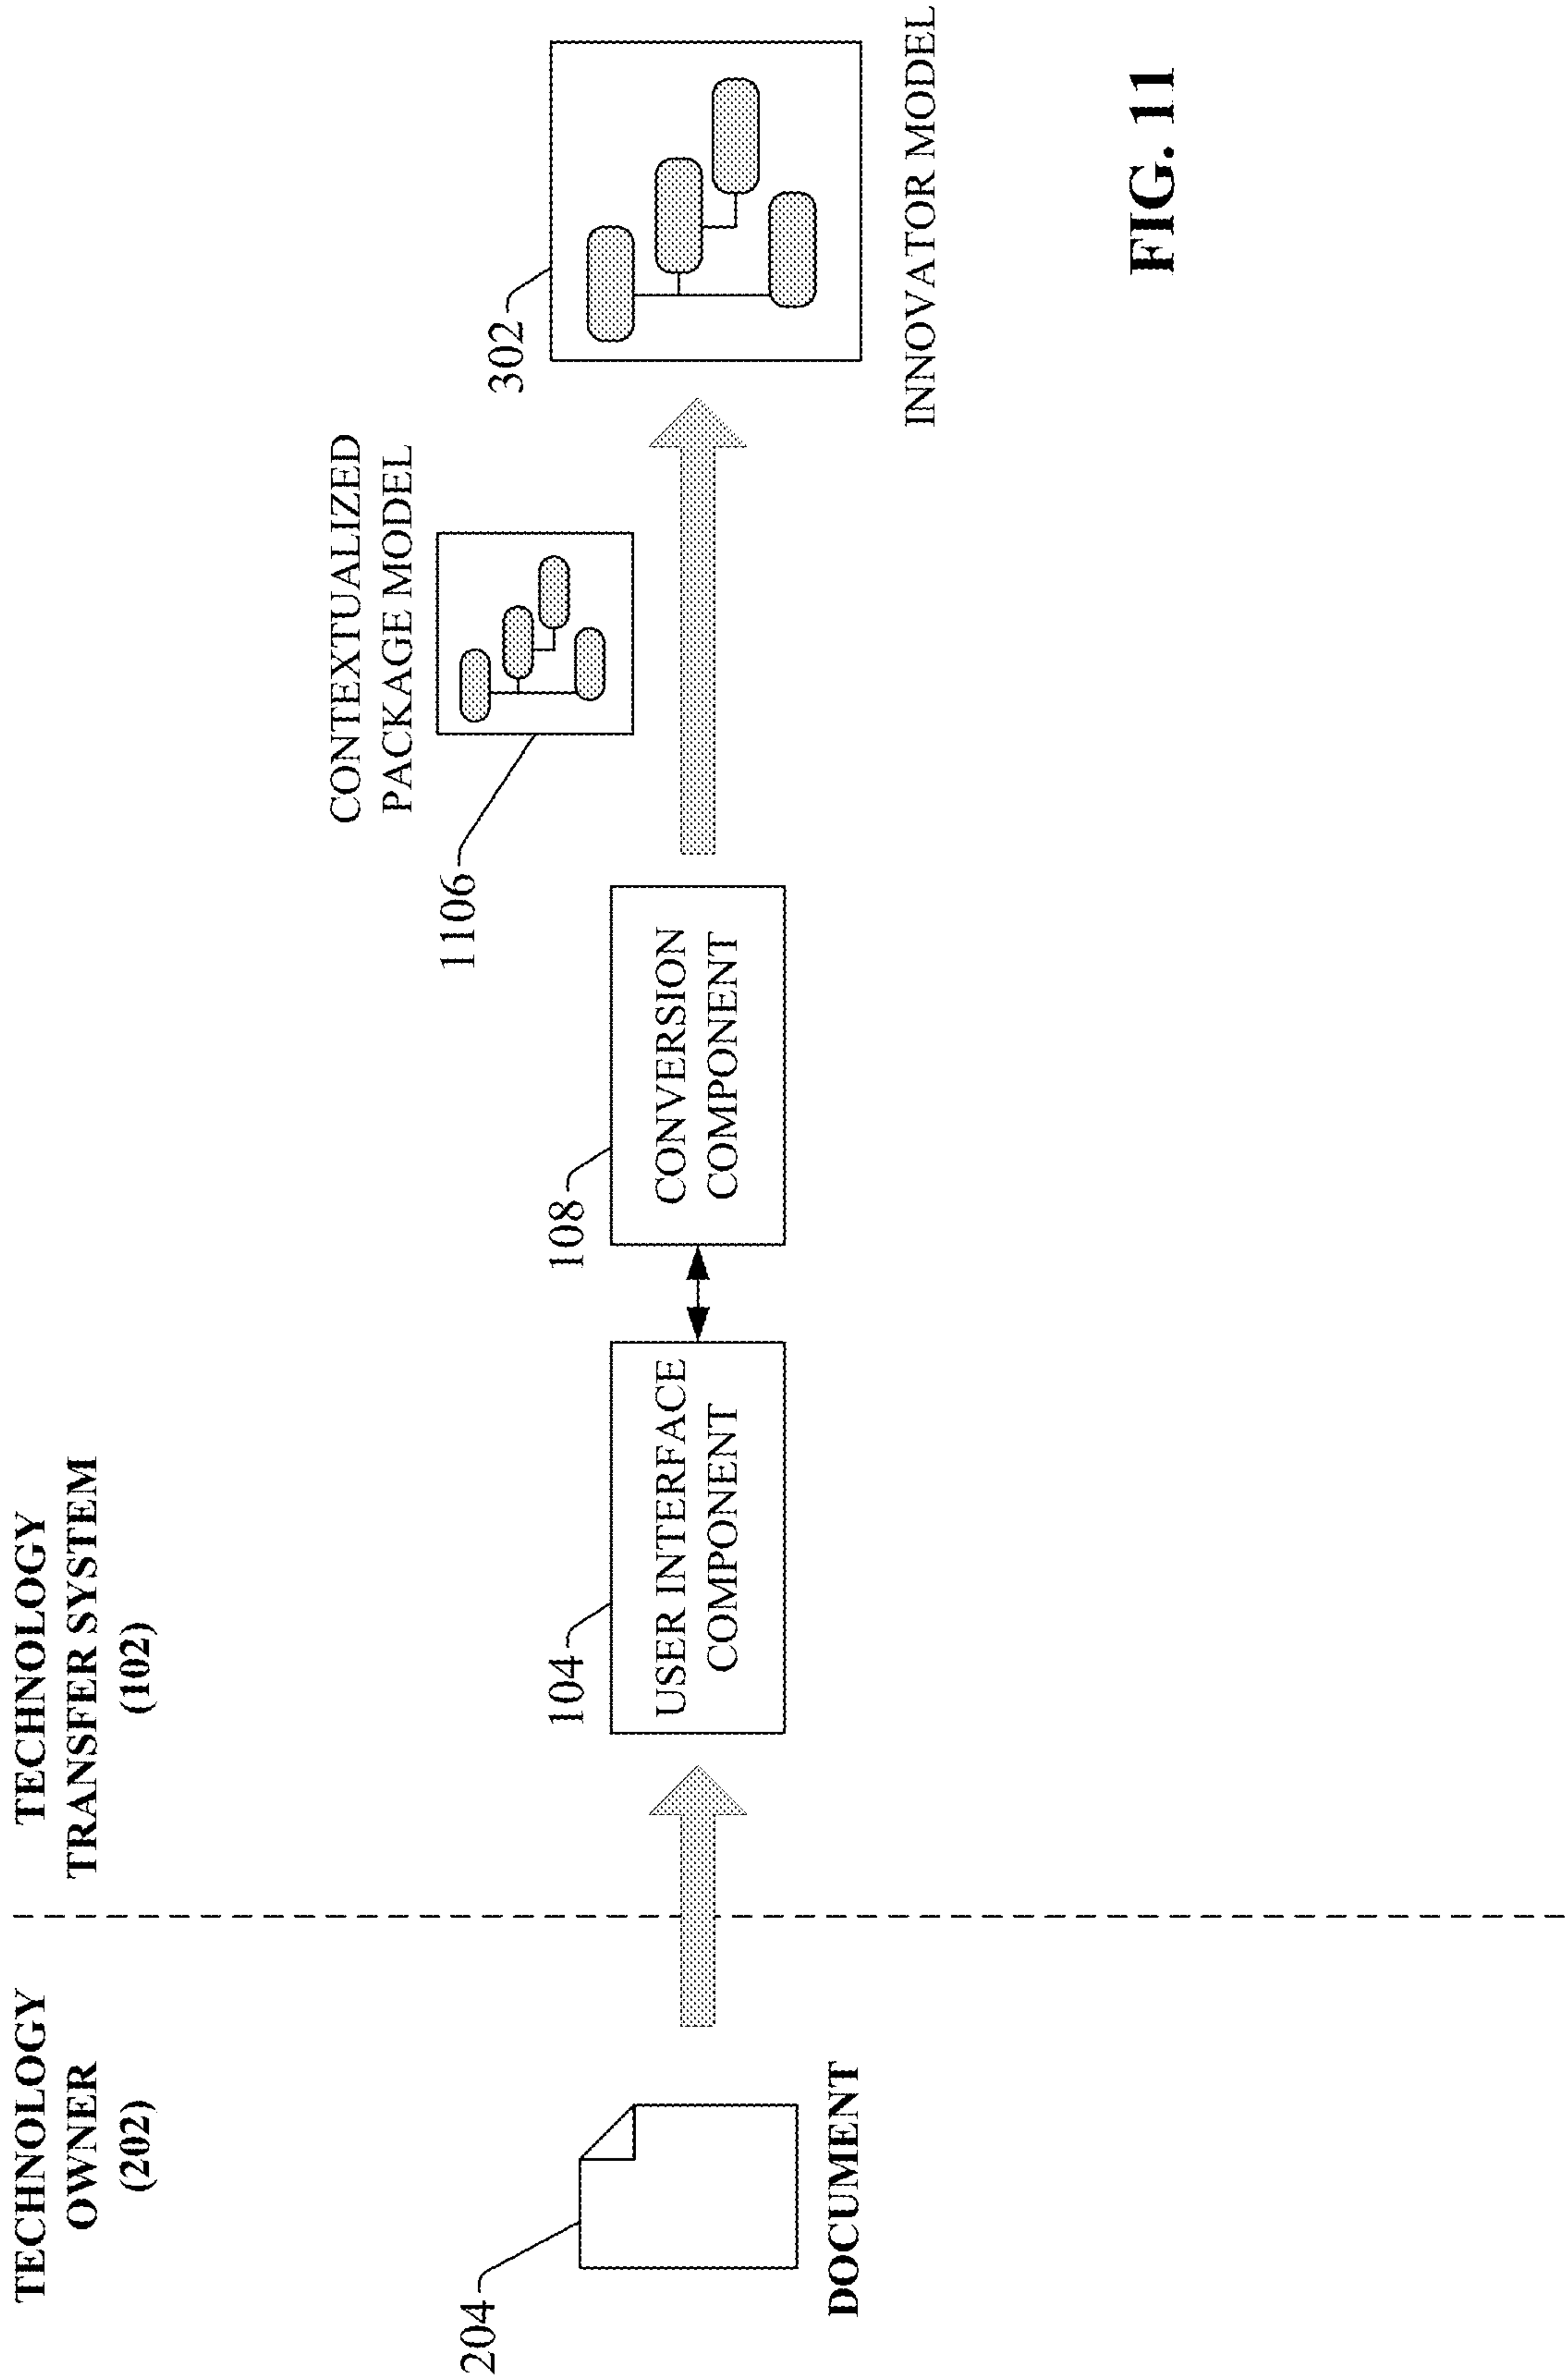 TECHNOLOGY
OWNER
(202)
TECHNOLOGY
TRANSFER SYSTEM
(102)
204
DOCUMENT
104
USER INTERFACE
COMPONENT
108
CONVERSION
COMPONENT
CONTEXTUALIZED
PACKAGE MODEL
1106
302
INNOVATOR MODEL
FIG. 11